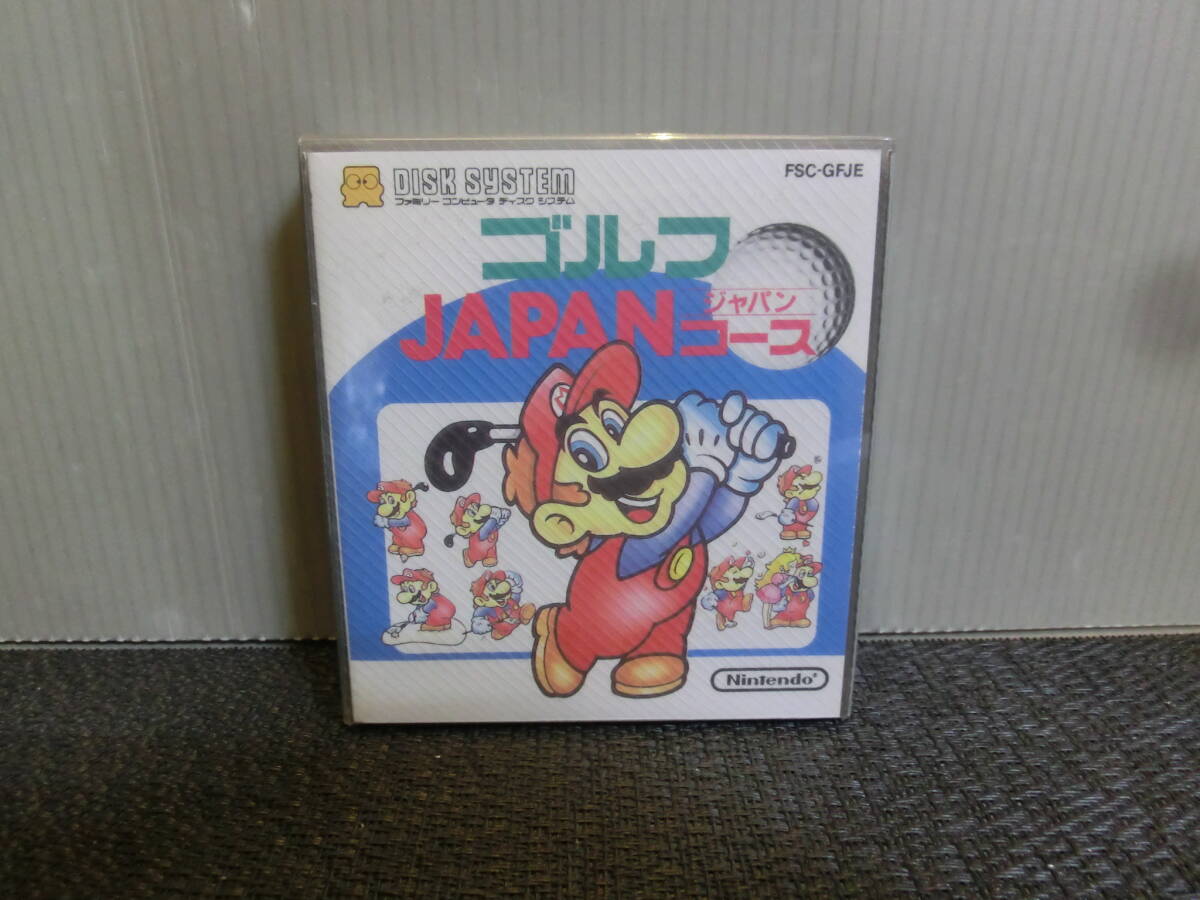 DISK SYSTEM
ファミリー コンピュータ ディスク システム
FSC-GFJE
ゴルフ
JAPAN
ジャパン
コース
M
Nintendo®